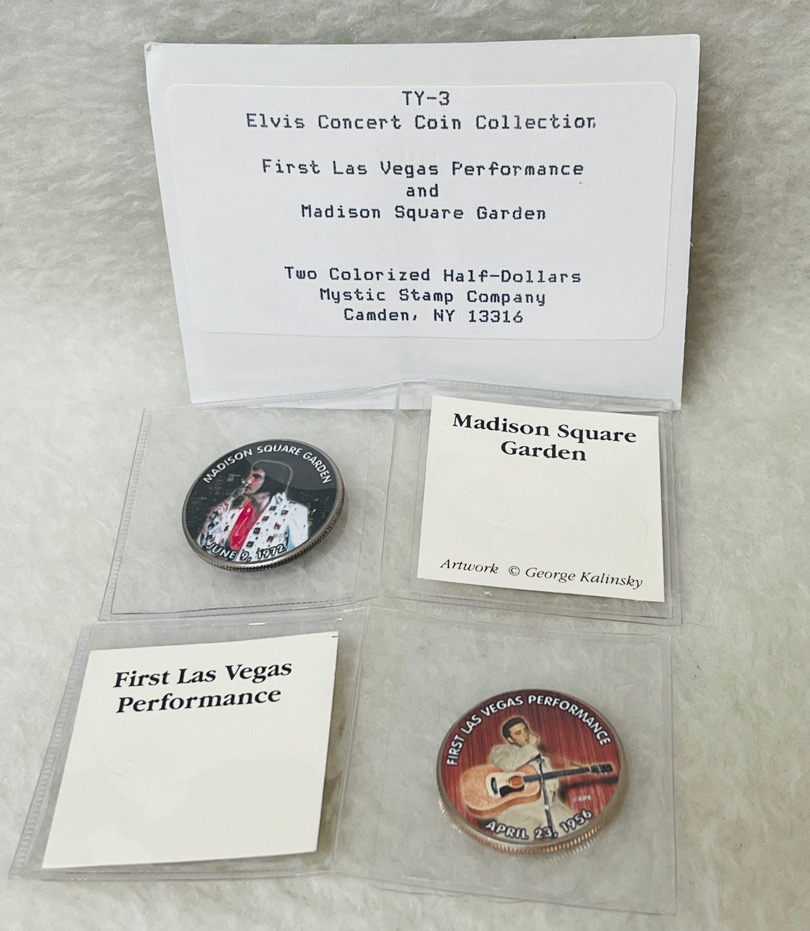 TY-3
Elvis Concert Coin Collection
First Las Vegas Performance
and
Madison Square Garden
Two Colorized Half-Dollars
Mystic Stamp Company
Camden, NY 13316
MADISON SQUARE GARDEN
JUNE 9, 1972
Madison Square
Garden
Artwork © George Kalinsky
First Las Vegas
Performance
FIRST LAS VEGAS PERFORMANCE
APRIL 23, 1956